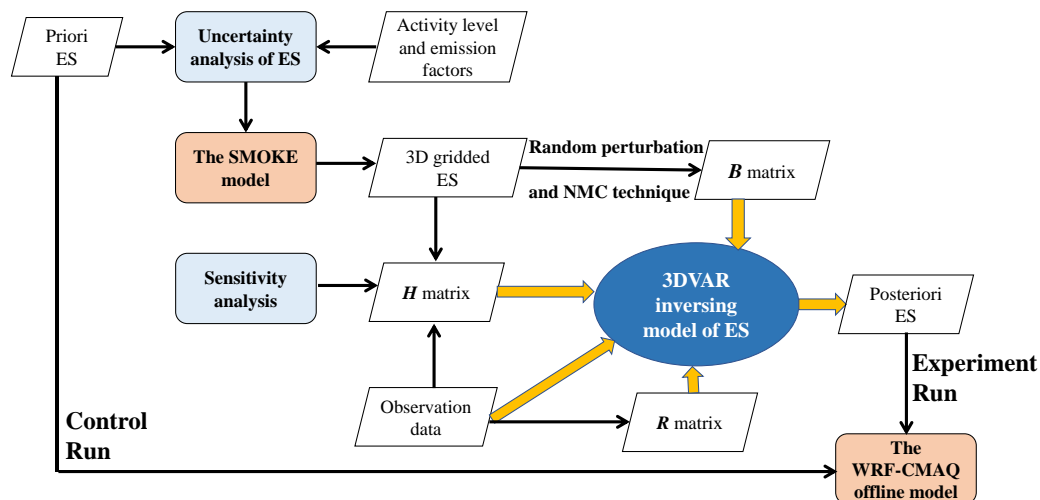 Priori
ES
Uncertainty
analysis of ES
Activity level
and emission
factors
The SMOKE
model
3D gridded
ES
Random perturbation
and NMC technique
B matrix
Sensitivity
analysis
H matrix
3DVAR
inversing
model of ES
Posteriori
ES
Observation
data
R matrix
Experiment
Run
Control
Run
The
WRF-CMAQ
offline model